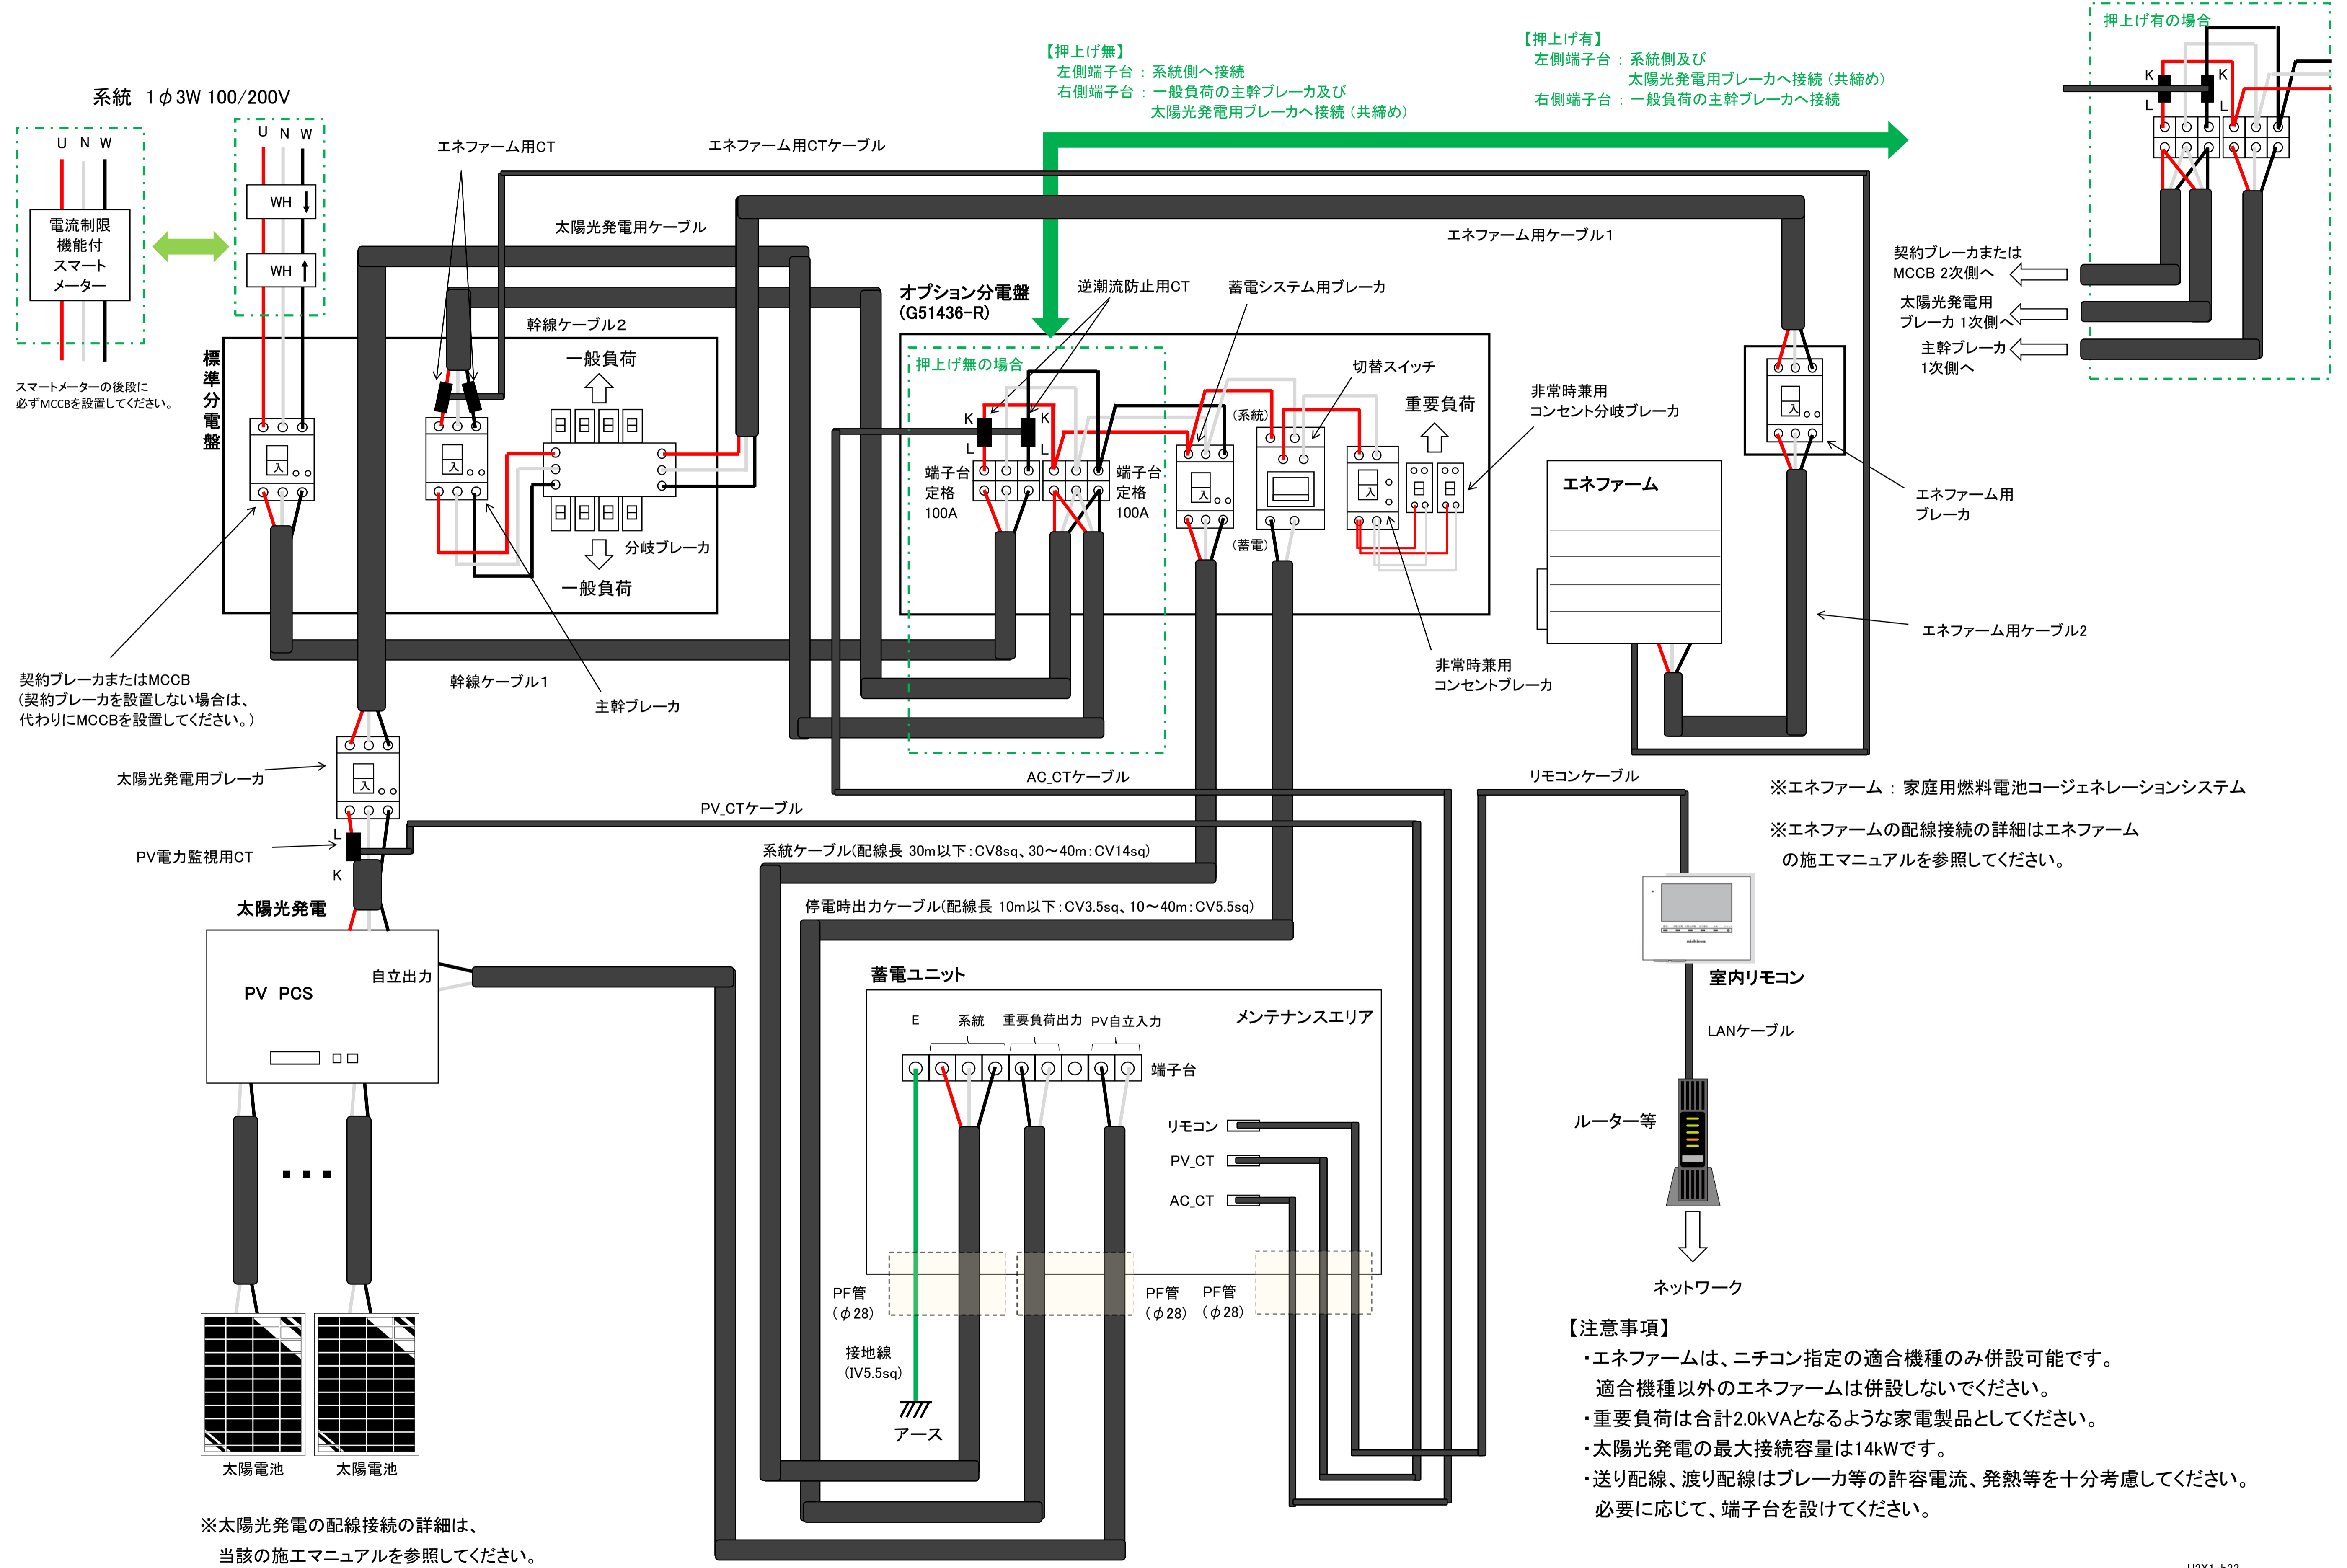 系統 1φ3W 100/200V
U N W
U N W
電流制限
機能付
スマート
メーター
WH
WH
スマートメーターの後段に
必ずMCCBを設置してください。
【押上げ無】
左側端子台 : 系統側へ接続
右側端子台 : 一般負荷の主幹ブレーカ及び
太陽光発電用ブレーカへ接続 (共締め)
【押上げ有】
左側端子台 : 系統側及び
太陽光発電用ブレーカへ接続 (共締め)
右側端子台 : 一般負荷の主幹ブレーカへ接続
押上げ有の場合
K
K
L
L
契約ブレーカまたは
MCCB 2次側へ
太陽光発電用
ブレーカ 1次側へ
主幹ブレーカ
1次側へ
エネファーム用CT
エネファーム用CTケーブル
太陽光発電用ケーブル
エネファーム用ケーブル1
幹線ケーブル2
標準分電盤
入
入
一般負荷
分岐ブレーカ
一般負荷
オプション分電盤
(G51436-R)
逆潮流防止用CT
蓄電システム用ブレーカ
押上げ無の場合
切替スイッチ
非常時兼用
コンセント分岐ブレーカ
重要負荷
K
K
L
L
(系統)
端子台
定格
100A
端子台
定格
100A
入
入
(蓄電)
入
エネファーム
エネファーム用
ブレーカ
エネファーム用ケーブル2
非常時兼用
コンセントブレーカ
契約ブレーカまたはMCCB
(契約ブレーカを設置しない場合は、
代わりにMCCBを設置してください。)
幹線ケーブル1
主幹ブレーカ
太陽光発電用ブレーカ
入
L
PV電力監視用CT
K
AC_CTケーブル
PV_CTケーブル
リモコンケーブル
※エネファーム : 家庭用燃料電池コージェネレーションシステム
※エネファームの配線接続の詳細はエネファーム
の施工マニュアルを参照してください。
系統ケーブル(配線長 30m以下:CV8sq、30～40m:CV14sq)
停電時出力ケーブル(配線長 10m以下:CV3.5sq、10～40m:CV5.5sq)
太陽光発電
PV PCS
自立出力
蓄電ユニット
メンテナンスエリア
E
系統
重要負荷出力
PV自立入力
端子台
リモコン
PV_CT
AC_CT
PF管
(φ28)
PF管
(φ28)
PF管
(φ28)
接地線
(IV5.5sq)
アース
室内リモコン
LANケーブル
ルーター等
ネットワーク
・・・
太陽電池
太陽電池
※太陽光発電の配線接続の詳細は、
当該の施工マニュアルを参照してください。
【注意事項】
・エネファームは、ニチコン指定の適合機種のみ併設可能です。
適合機種以外のエネファームは併設しないでください。
・重要負荷は合計2.0kVAとなるような家電製品としてください。
・太陽光発電の最大接続容量は14kWです。
・送り配線、渡り配線はブレーカ等の許容電流、発熱等を十分考慮してください。
必要に応じて、端子台を設けてください。